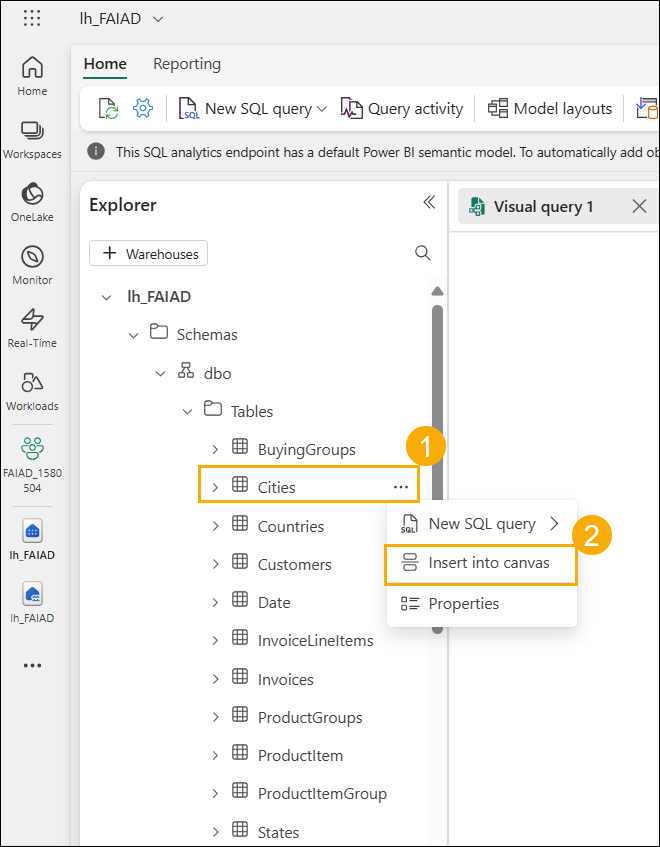 lh_FAIAD
Home
Reporting
New SQL query
Query activity
Model layouts
This SQL analytics endpoint has a default Power BI semantic model. To automatically add ob
Home
Workspaces
OneLake
Monitor
Real-Time
Workloads
FAIAD_1580
504
lh_FAIAD
lh_FAIAD
Explorer
Warehouses
lh_FAIAD
Schemas
dbo
Tables
BuyingGroups
Cities
Countries
Customers
Date
InvoiceLineItems
Invoices
ProductGroups
ProductItem
ProductItemGroup
States
Visual query 1
1
SQL
New SQL query
2
Insert into canvas
Properties